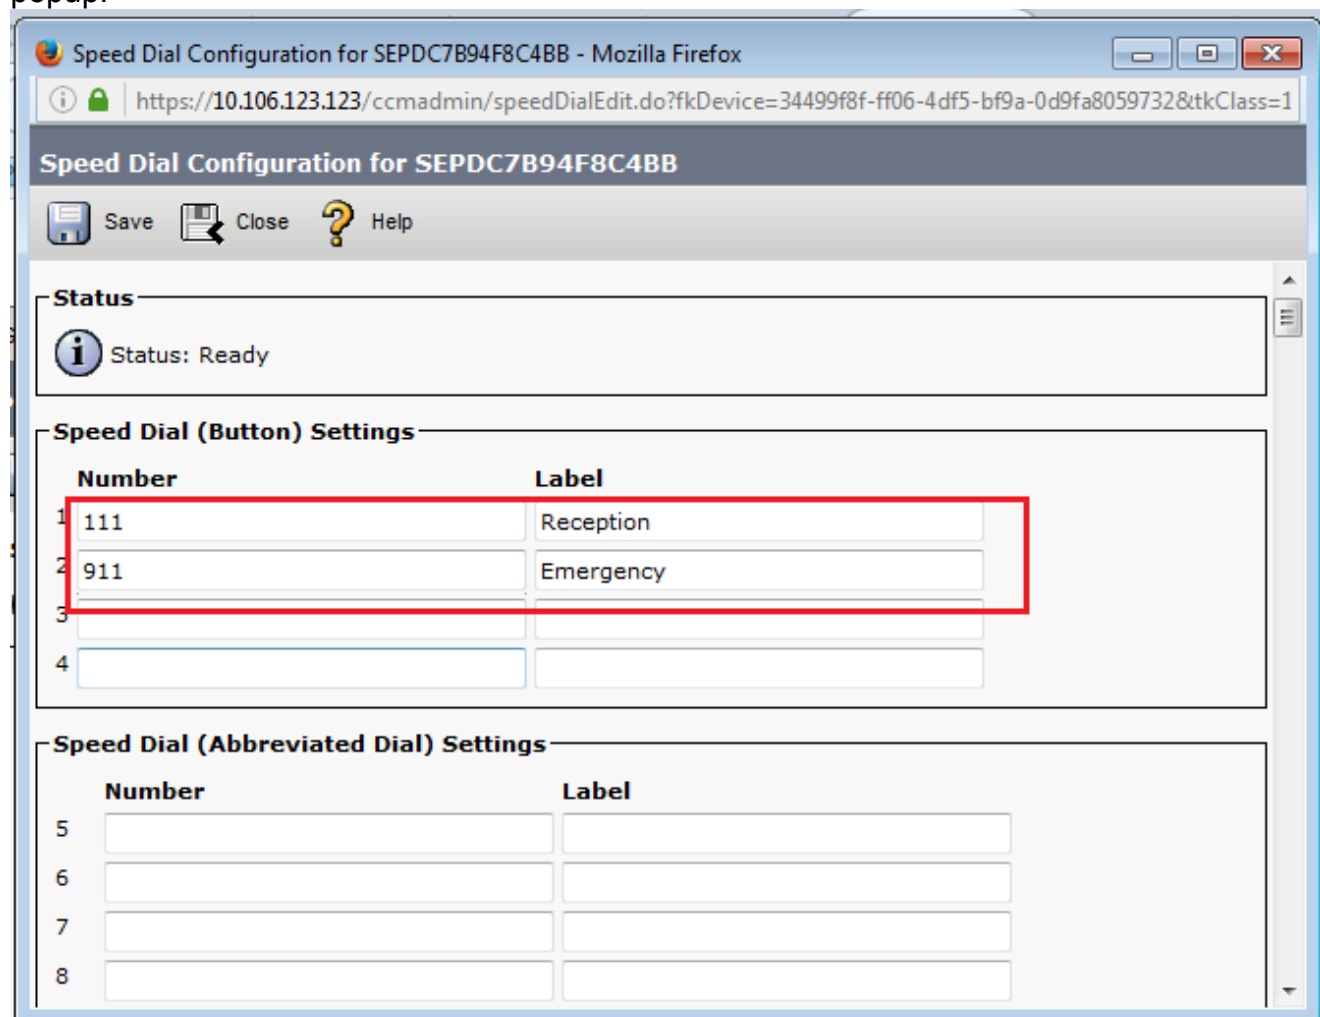 popup.
Speed Dial Configuration for SEPDC7B94F8C4BB - Mozilla Firefox
https://10.106.123.123/ccmadmin/speedDialEdit.do?fkDevice=34499f8f-ff06-4df5-bf9a-0d9fa8059732&tkClass=1
Speed Dial Configuration for SEPDC7B94F8C4BB
Save Close Help
Status
Status: Ready
Speed Dial (Button) Settings
Number Label
1 111 Reception
2 911 Emergency
3
4
Speed Dial (Abbreviated Dial) Settings
Number Label
5
6
7
8